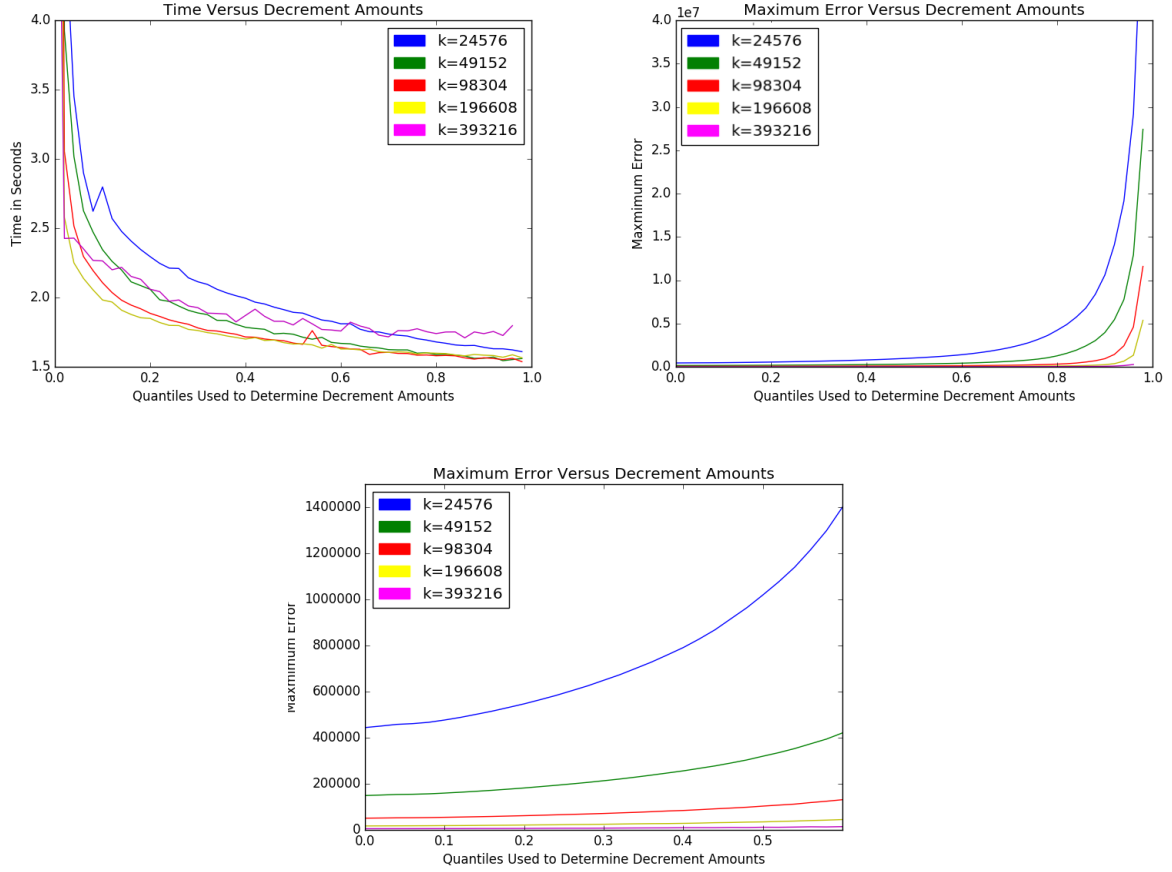 Time Versus Decrement Amounts
4.0
3.5
3.0
2.5
2.0
1.5
Time in Seconds
k=24576
k=49152
k=98304
k=196608
k=393216
0.0 0.2 0.4 0.6 0.8 1.0
Quantiles Used to Determine Decrement Amounts
Maximum Error Versus Decrement Amounts
1e7
4.0
3.5
3.0
2.5
2.0
1.5
1.0
0.5
0.0
Maxmimum Error
k=24576
k=49152
k=98304
k=196608
k=393216
0.0 0.2 0.4 0.6 0.8 1.0
Quantiles Used to Determine Decrement Amounts
Maximum Error Versus Decrement Amounts
1400000
1200000
1000000
800000
600000
400000
200000
0
Maxmimum Error
k=24576
k=49152
k=98304
k=196608
k=393216
0.0 0.1 0.2 0.3 0.4 0.5
Quantiles Used to Determine Decrement Amounts